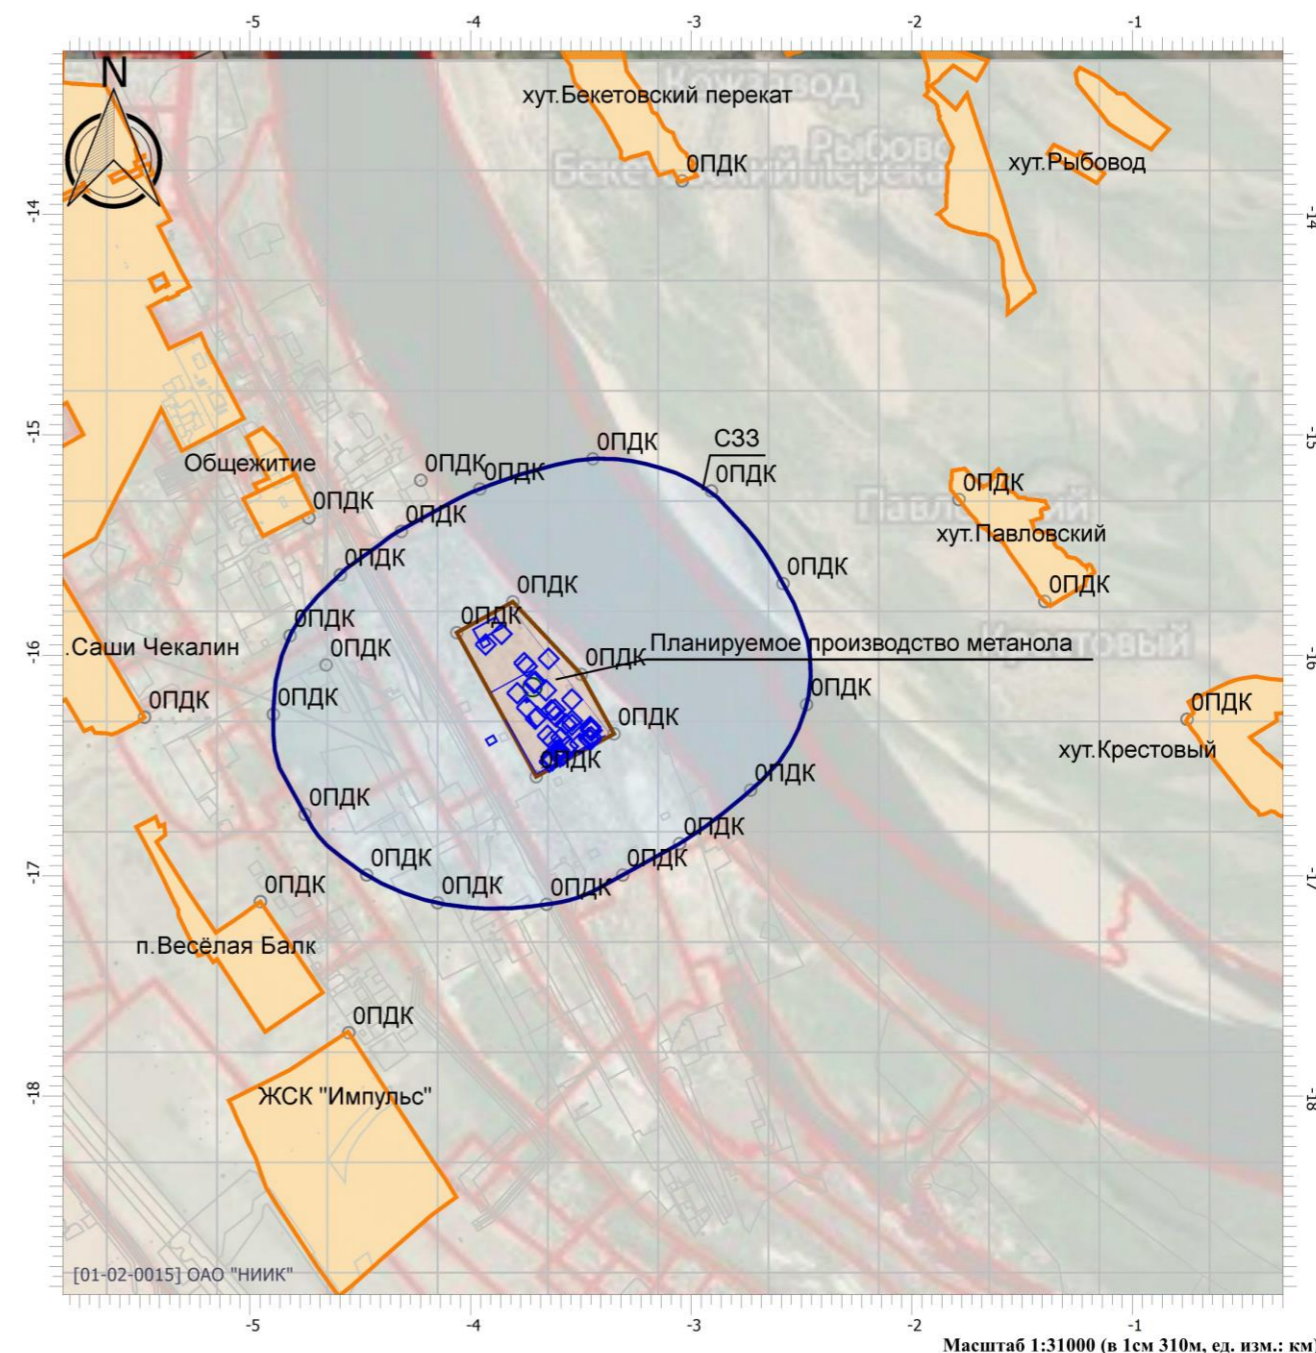 -5 -4 -3 -2 -1
N
Кожзавод
хут.Бекетовский перекат
0ПДК
хут.Рыбовод
-14 -14
-15 -15
0ПДК
СЗЗ
Общежитие
0ПДК 0ПДК 0ПДК
0ПДК
0ПДК
0ПДК
хут.Павловский
0ПДК
0ПДК 0ПДК
0ПДК
0ПДК
0ПДК
0ПДК
.Саши Чекалин
Планируемое производство метанола
-16 -16
0ПДК
0ПДК
0ПДК
0ПДК
0ПДК
0ПДК
0ПДК
0ПДК
хут.Крестовый
0ПДК
0ПДК
0ПДК
0ПДК
0ПДК
0ПДК
-17 -17
0ПДК
0ПДК
0ПДК
п.Весёлая Балк
0ПДК
-18 -18
ЖСК "Импульс"
[01-02-0015] ОАО "НИИК"
-5 -4 -3 -2 -1
Масштаб 1:31000 (в 1см 310м, ед. изм.: км)